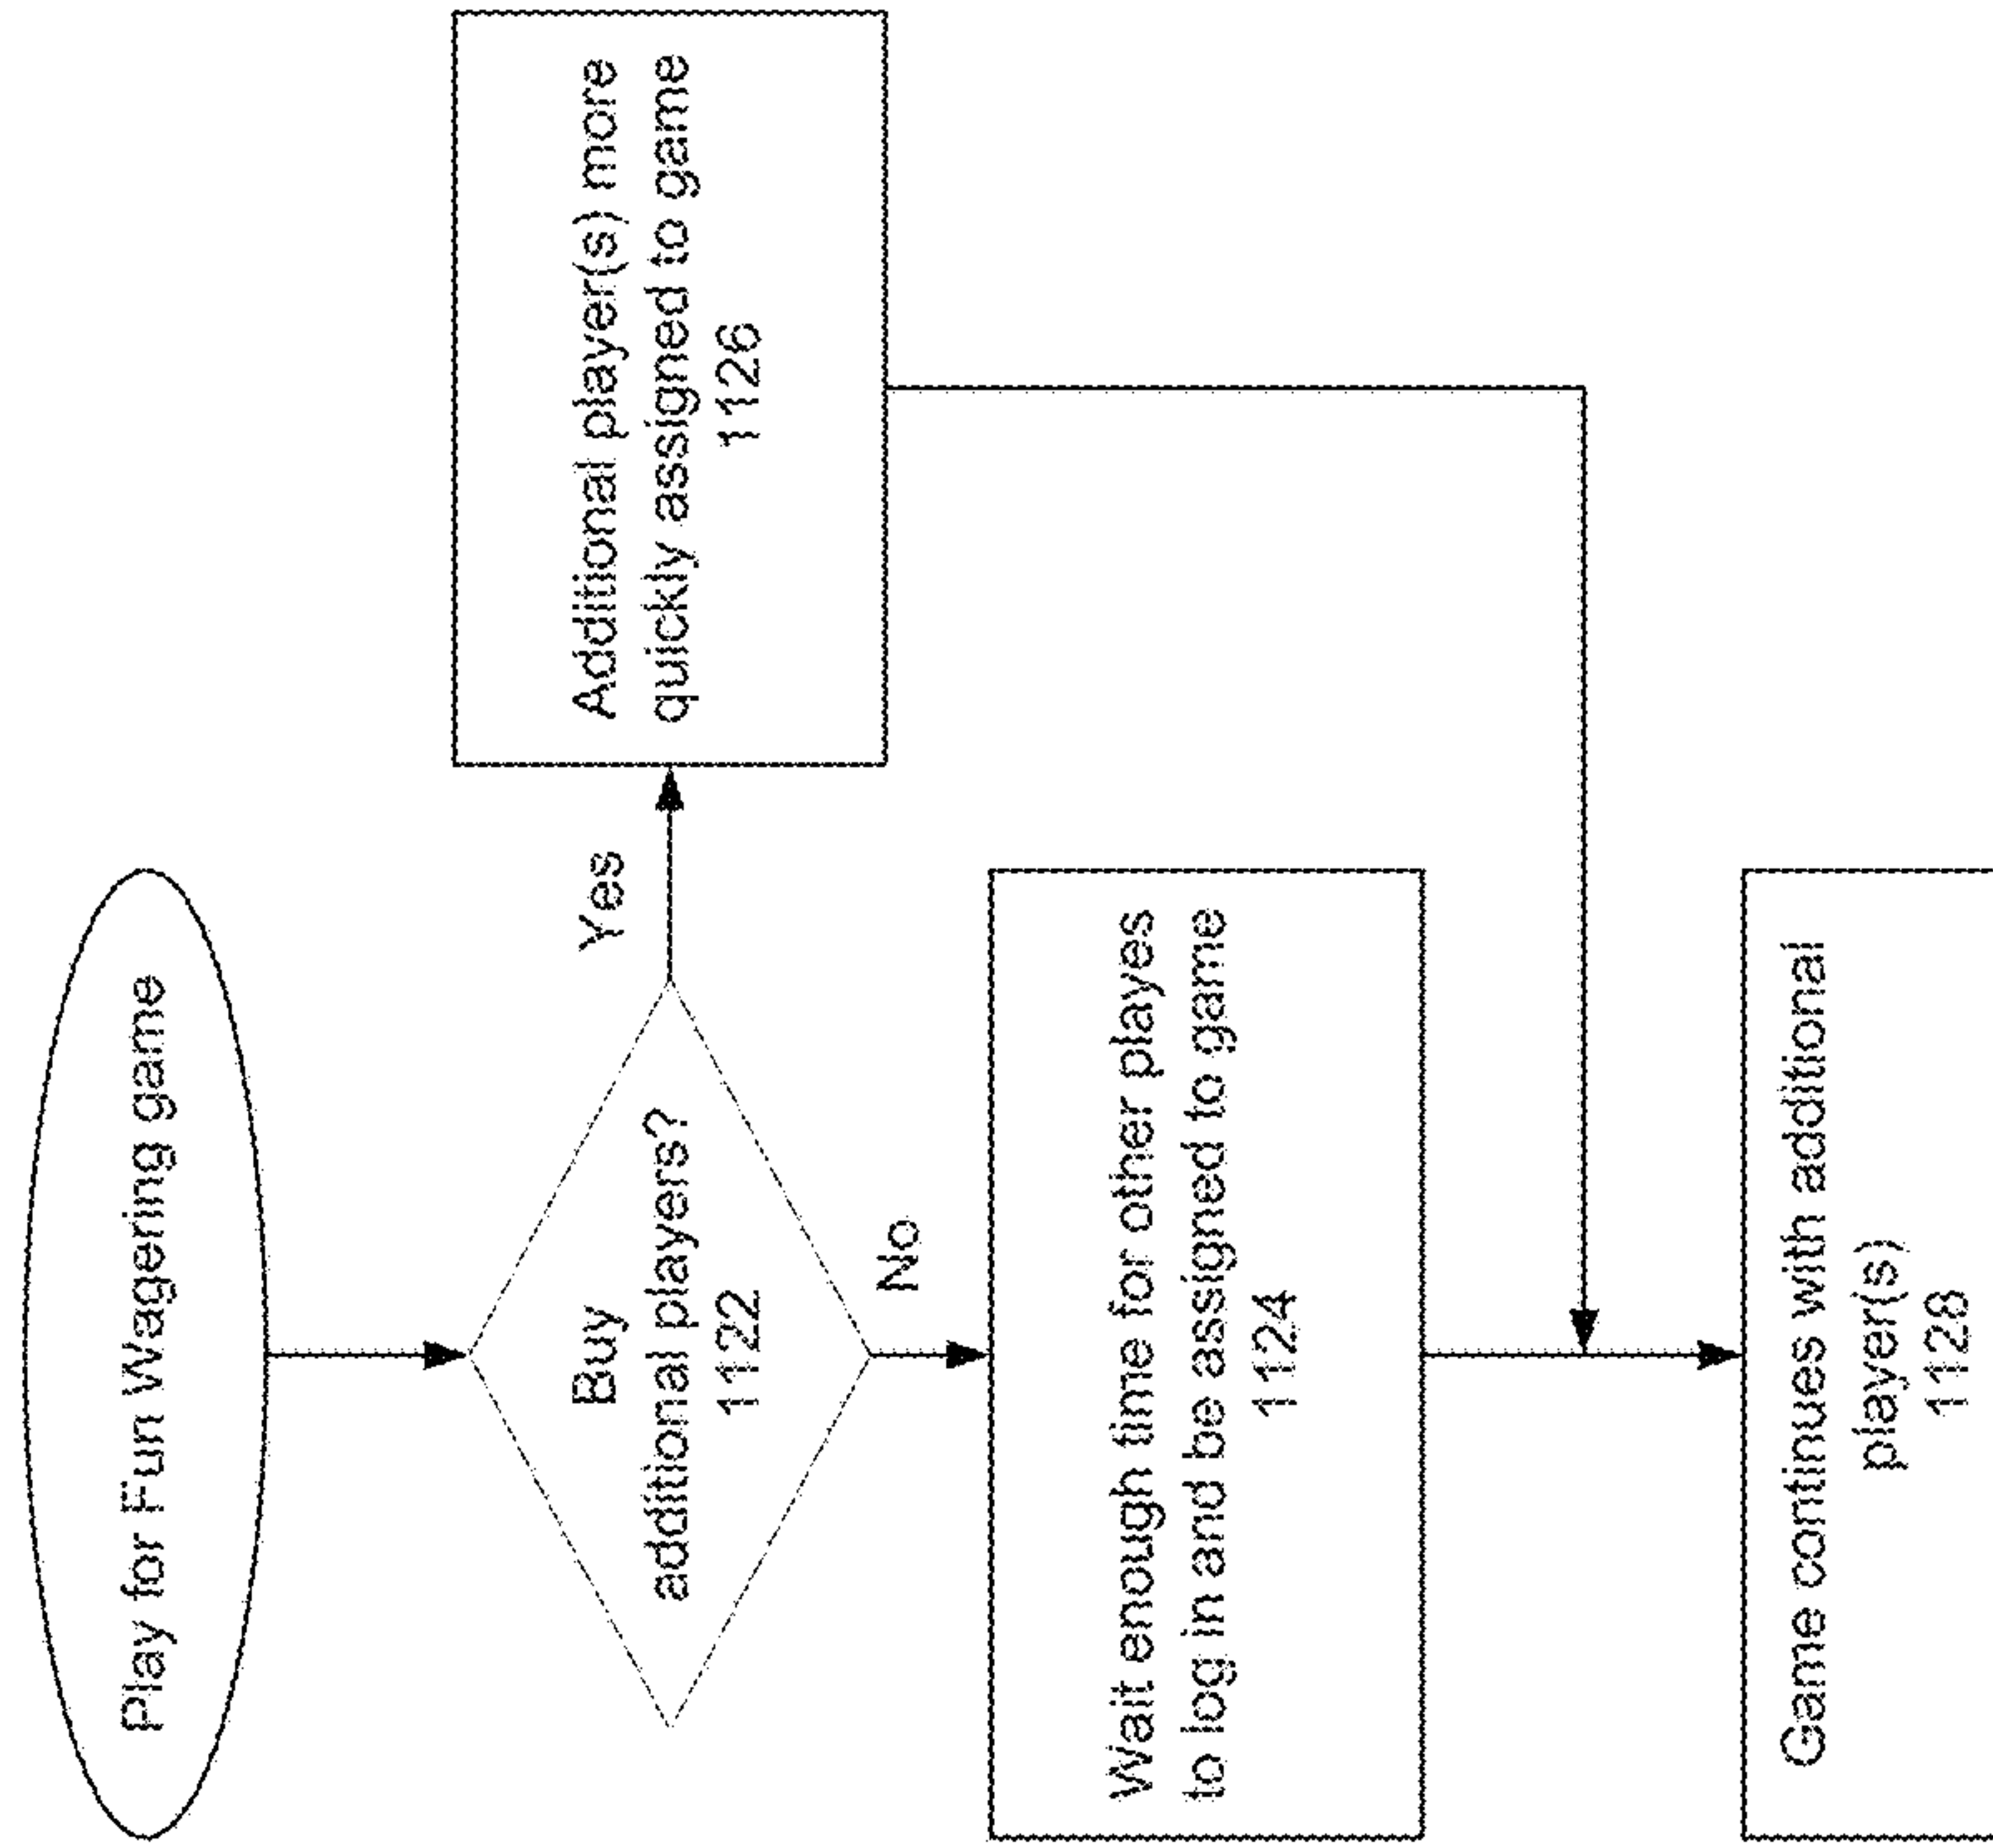 Play for Fun Wagering game
Buy
additional players?
1122
Yes
Additional player(s) more
quickly assigned to game
1126
No
Wait enough time for other playes
to log in and be assigned to game
1124
Game continues with additional
player(s)
1128